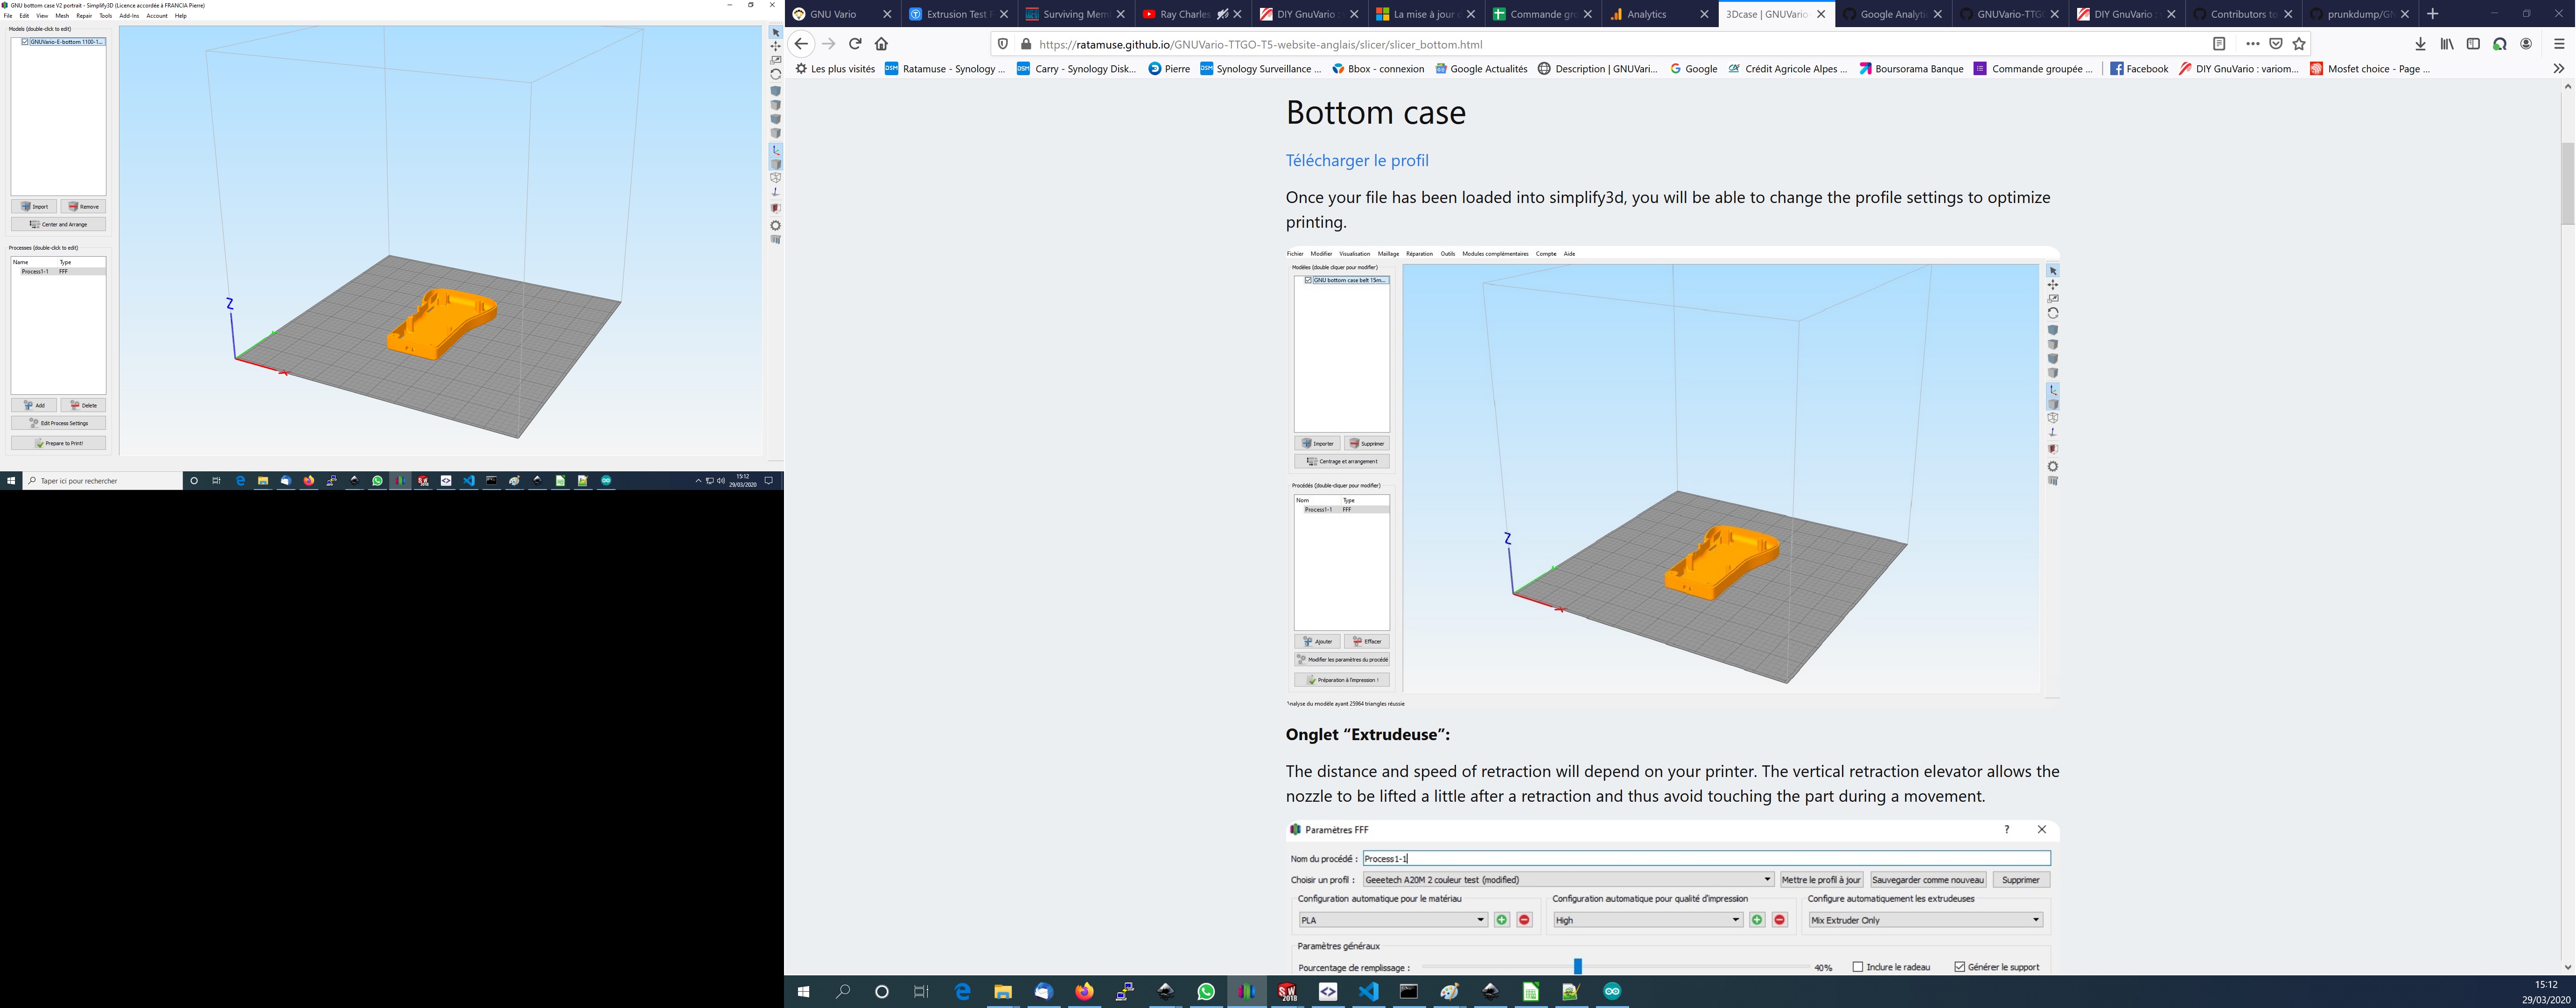 GNU bottom case V2 portrait - Simplify3D (Licence accordée à FRANCIA Pierre)
File Edit View Mesh Repair Tools Add-Ins Account Help
Models (double-click to edit)
GNUVario-E-bottom 1100-1...
Import Remove
Center and Arrange
Processes (double-click to edit)
Name Type
Process1-1 FFF
Z
Add Delete
Edit Process Settings
Prepare to Print!
Taper ici pour rechercher
15:12
29/03/2020
GNU Vario
Extrusion Test
Surviving Mem
Ray Charles
DIY GnuVario :
La mise à jour
Commande gr
Analytics
3Dcase | GNUVario
Google Analyti
GNUVario-TTG
DIY GnuVario :
Contributors to
prunkdump/G
https://ratamuse.github.io/GNUVario-TTGO-T5-website-anglais/slicer/slicer_bottom.html
Les plus visités Ratamuse - Synology ... Carry - Synology Disk... Pierre Synology Surveillance ... Bbox - connexion Google Actualités Description | GNUVari... Google Crédit Agricole Alpes ... Boursorama Banque Commande groupée ... Facebook DIY GnuVario : variom... Mosfet choice - Page ...
Bottom case
Télécharger le profil
Once your file has been loaded into simplify3d, you will be able to change the profile settings to optimize
printing.
Fichier Modifier Visualisation Maillage Réparation Outils Modules complémentaires Compte Aide
Modèles (double cliquer pour modifier)
GNU bottom case belt 15m...
Importer Supprimer
Centrage et arrangement
Procédés (double-cliquer pour modifier)
Nom Type
Process1-1 FFF
Z
Ajouter Effacer
Modifier les paramètres du procédé
Préparation à l'impression !
Analyse du modèle ayant 25964 triangles réussie
Onglet “Extrudeuse”:
The distance and speed of retraction will depend on your printer. The vertical retraction elevator allows the
nozzle to be lifted a little after a retraction and thus avoid touching the part during a movement.
Paramètres FFF
Nom du procédé : Process1-1
Choisir un profil : Geeetech A20M 2 couleur test (modified) Mettre le profil à jour Sauvegarder comme nouveau Supprimer
Configuration automatique pour le matériau Configuration automatique pour qualité d'impression Configure automatiquement les extrudeuses
PLA High Mix Extruder Only
Paramètres généraux
Pourcentage de remplissage : 40% Inclure le radeau Générer le support
15:12
29/03/2020